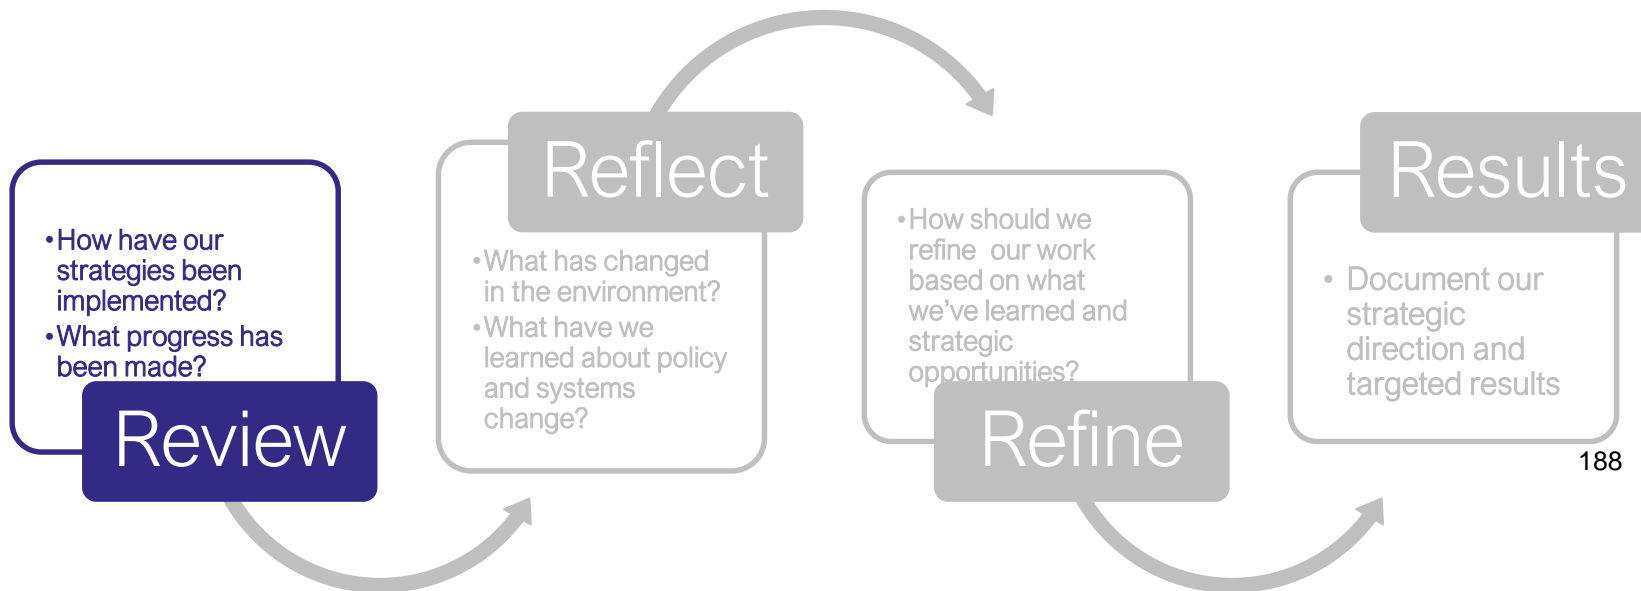 •How have our
strategies been
implemented?
•What progress has
been made?
Review
Reflect
•What has changed
in the environment?
•What have we
learned about policy
and systems
change?
•How should we
refine  our work
based on what
we've learned and
strategic
opportunities?
Refine
Results
• Document our
strategic
direction and
targeted results
188